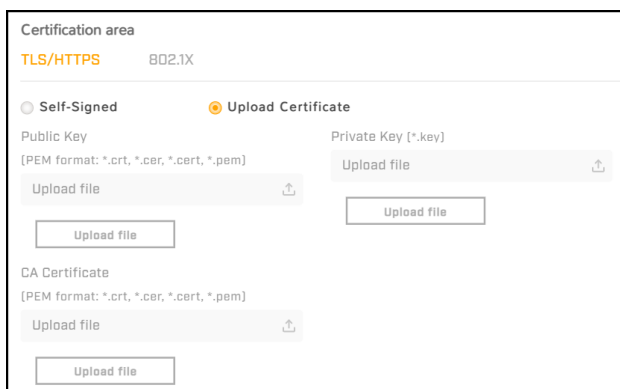 Certification area
TLS/HTTPS 802.1X
Self-Signed Upload Certificate
Public Key
(PEM format: *.crt, *.cer, *.cert, *.pem)
Upload file
Upload file
Private Key (*.key)
Upload file
Upload file
CA Certificate
(PEM format: *.crt, *.cer, *.cert, *.pem)
Upload file
Upload file